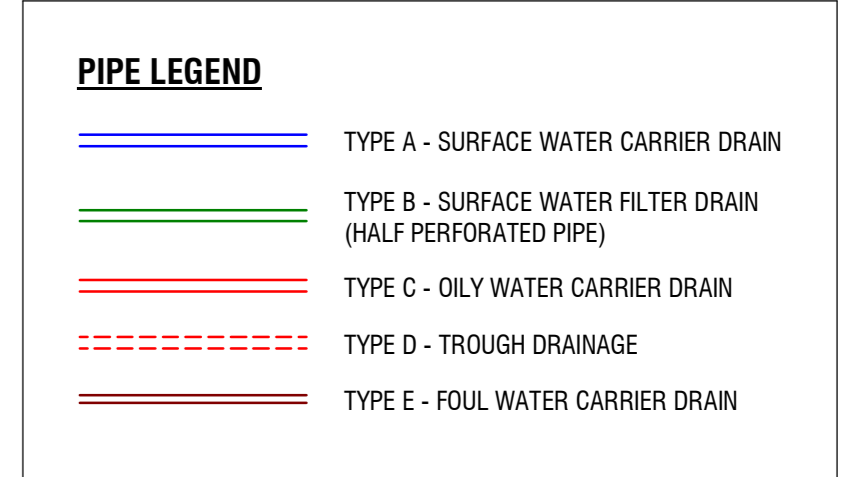 PIPE LEGEND
TYPE A - SURFACE WATER CARRIER DRAIN
TYPE B - SURFACE WATER FILTER DRAIN
(HALF PERFORATED PIPE)
TYPE C - OILY WATER CARRIER DRAIN
TYPE D - TROUGH DRAINAGE
TYPE E - FOUL WATER CARRIER DRAIN